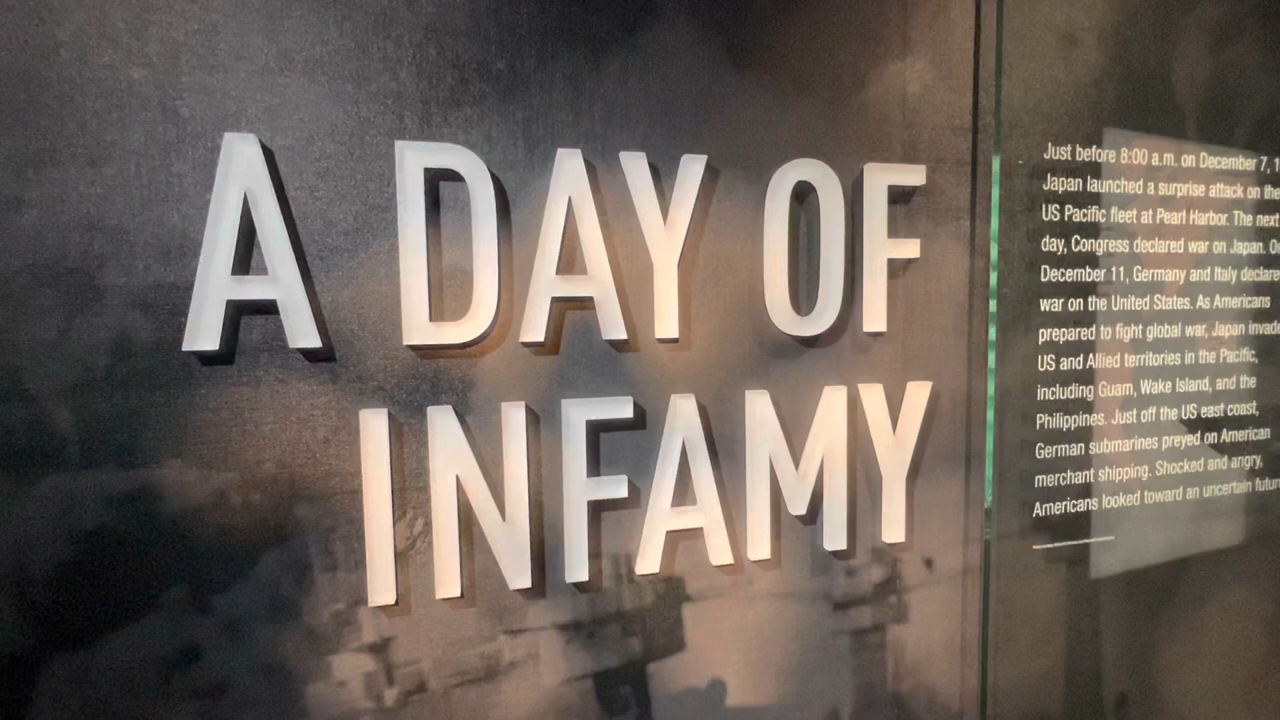 A DAY OF
INFAMY
Just before 8:00 a.m. on December 7, 1
Japan launched a surprise attack on the
US Pacific fleet at Pearl Harbor. The next
day, Congress declared war on Japan.
December 11, Germany and Italy
war on the United States. As Americans
prepared to fight global war, Japan
US and Allied territories in the Pacific,
including Guam, Wake Island, and the
Philippines. Just off the US east coast,
German submarines preyed on American
merchant shipping. Shocked and angry,
Americans looked toward an uncertain